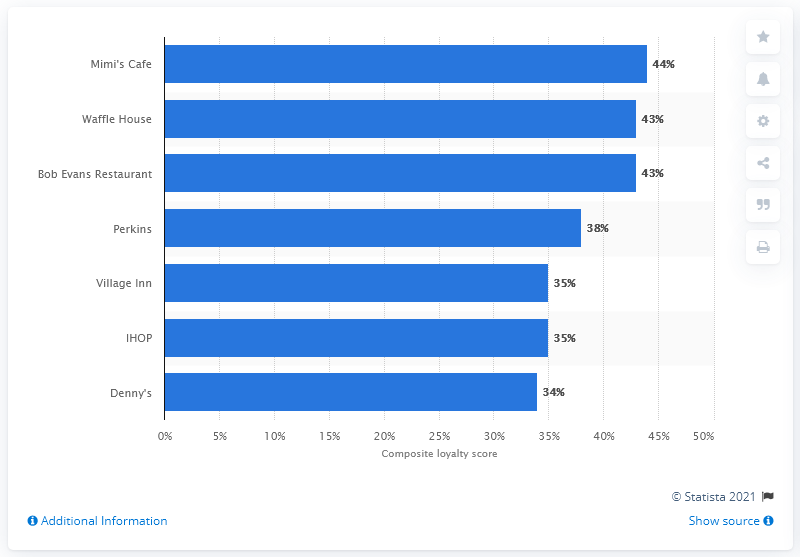 Mimi's Cafe 44%
Waffle House 43%
Bob Evans Restaurant 43%
Perkins 38%
Village Inn 35%
IHOP 35%
Denny's 34%
0% 5% 10% 15% 20% 25% 30% 35% 40% 45% 50%
Composite loyalty score
© Statista 2021
Additional Information Show source